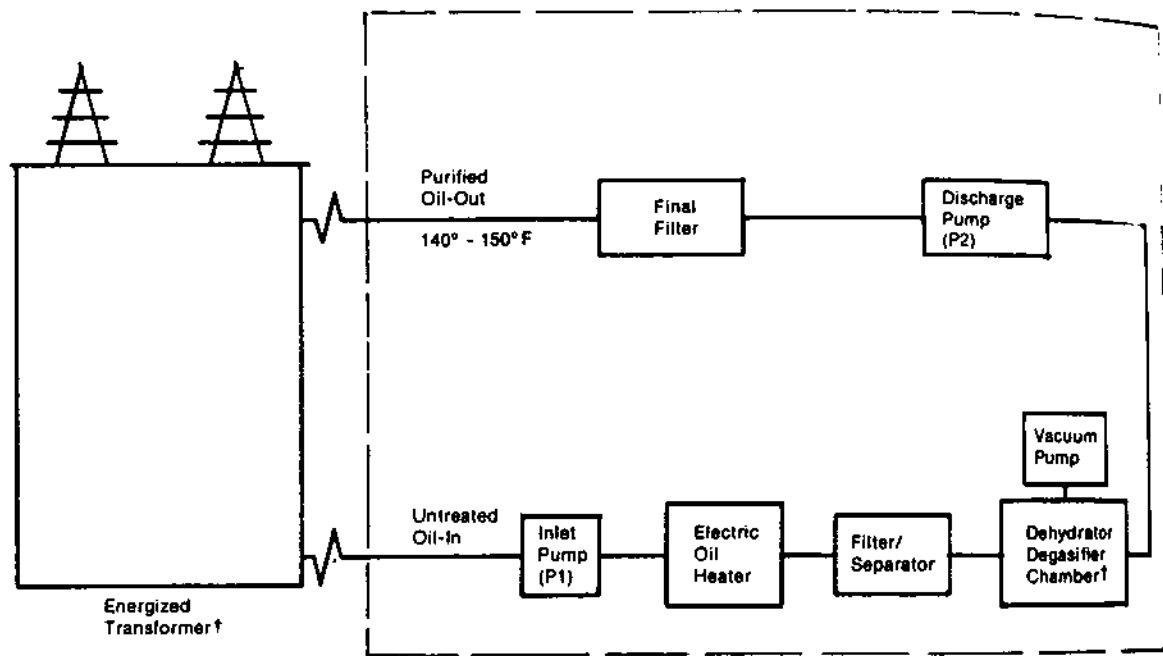 Purified
Oil-Out
140° - 150°F
Final
Filter
Discharge
Pump
(P2)
Vacuum
Pump
Untreated
Oil-In
Inlet
Pump
(P1)
Electric
Oil
Heater
Filter/
Separator
Dehydrator
Degasifier
Chamber†
Energized
Transformer†